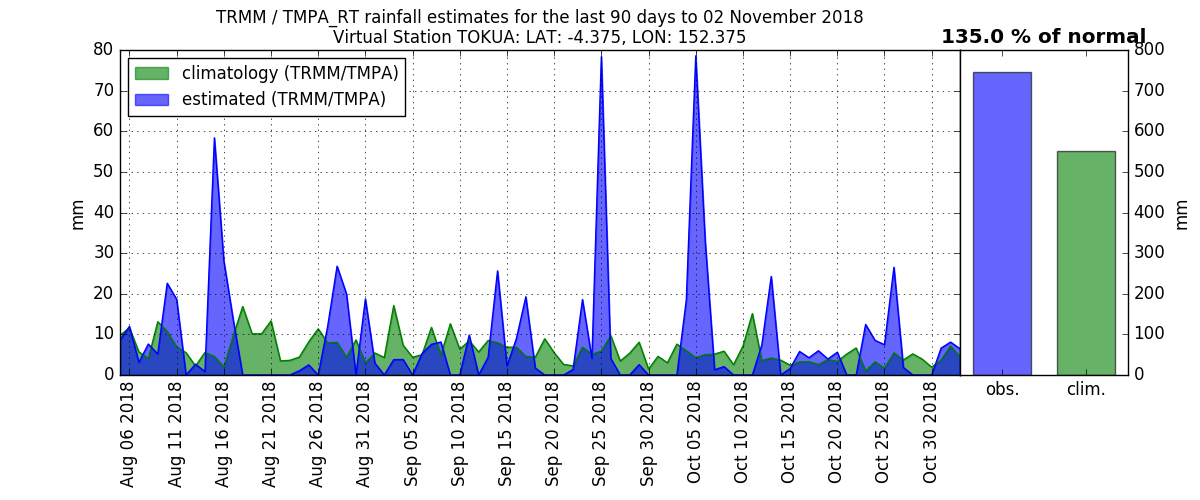 TRMM / TMPA_RT rainfall estimates for the last 90 days to 02 November 2018
Virtual Station TOKUA: LAT: -4.375, LON: 152.375
135.0 % of normal
climatology (TRMM/TMPA)
estimated (TRMM/TMPA)
80
70
60
50
40
30
20
10
0
mm
Aug 06 2018
Aug 11 2018
Aug 16 2018
Aug 21 2018
Aug 26 2018
Aug 31 2018
Sep 05 2018
Sep 10 2018
Sep 15 2018
Sep 20 2018
Sep 25 2018
Sep 30 2018
Oct 05 2018
Oct 10 2018
Oct 15 2018
Oct 20 2018
Oct 25 2018
Oct 30 2018
obs.
clim.
800
700
600
500
400
300
200
100
0
mm